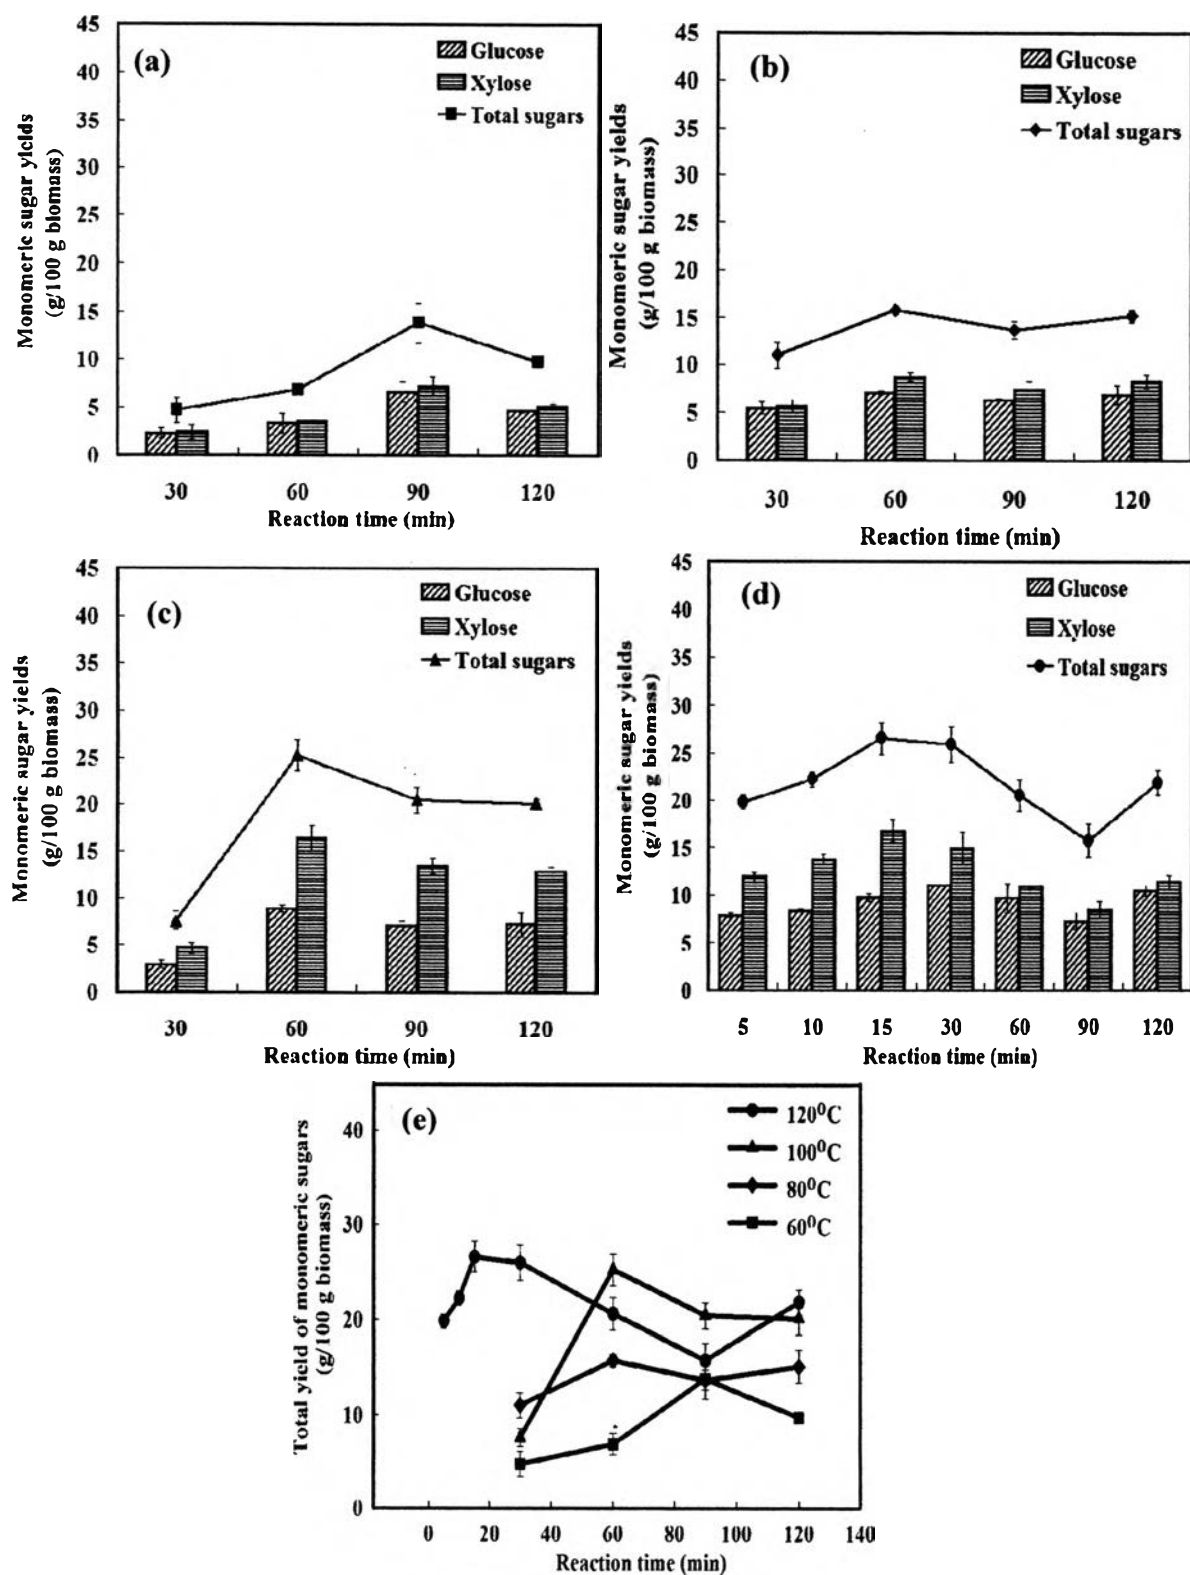 (a)
Glucose
Xylose
Total sugars
Monomeric sugar yields
(g/100 g biomass)
45
40
35
30
25
20
15
10
5
0
30 60 90 120
Reaction time (min)
(b)
Glucose
Xylose
Total sugars
Monomeric sugar yields
(g/100 g biomass)
45
40
35
30
25
20
15
10
5
0
30 60 90 120
Reaction time (min)
(c)
Glucose
Xylose
Total sugars
Monomeric sugar yields
(g/100 g biomass)
45
40
35
30
25
20
15
10
5
0
30 60 90 120
Reaction time (min)
(d)
Glucose
Xylose
Total sugars
Monomeric sugar yields
(g/100 g biomass)
45
40
35
30
25
20
15
10
5
0
5 10 15 30 60 90 120
Reaction time (min)
(e)
120⁰C
100⁰C
80⁰C
60⁰C
Total yield of monomeric sugars
(g/100 g biomass)
40
30
20
10
0
0 20 40 60 80 100 120 140
Reaction time (min)